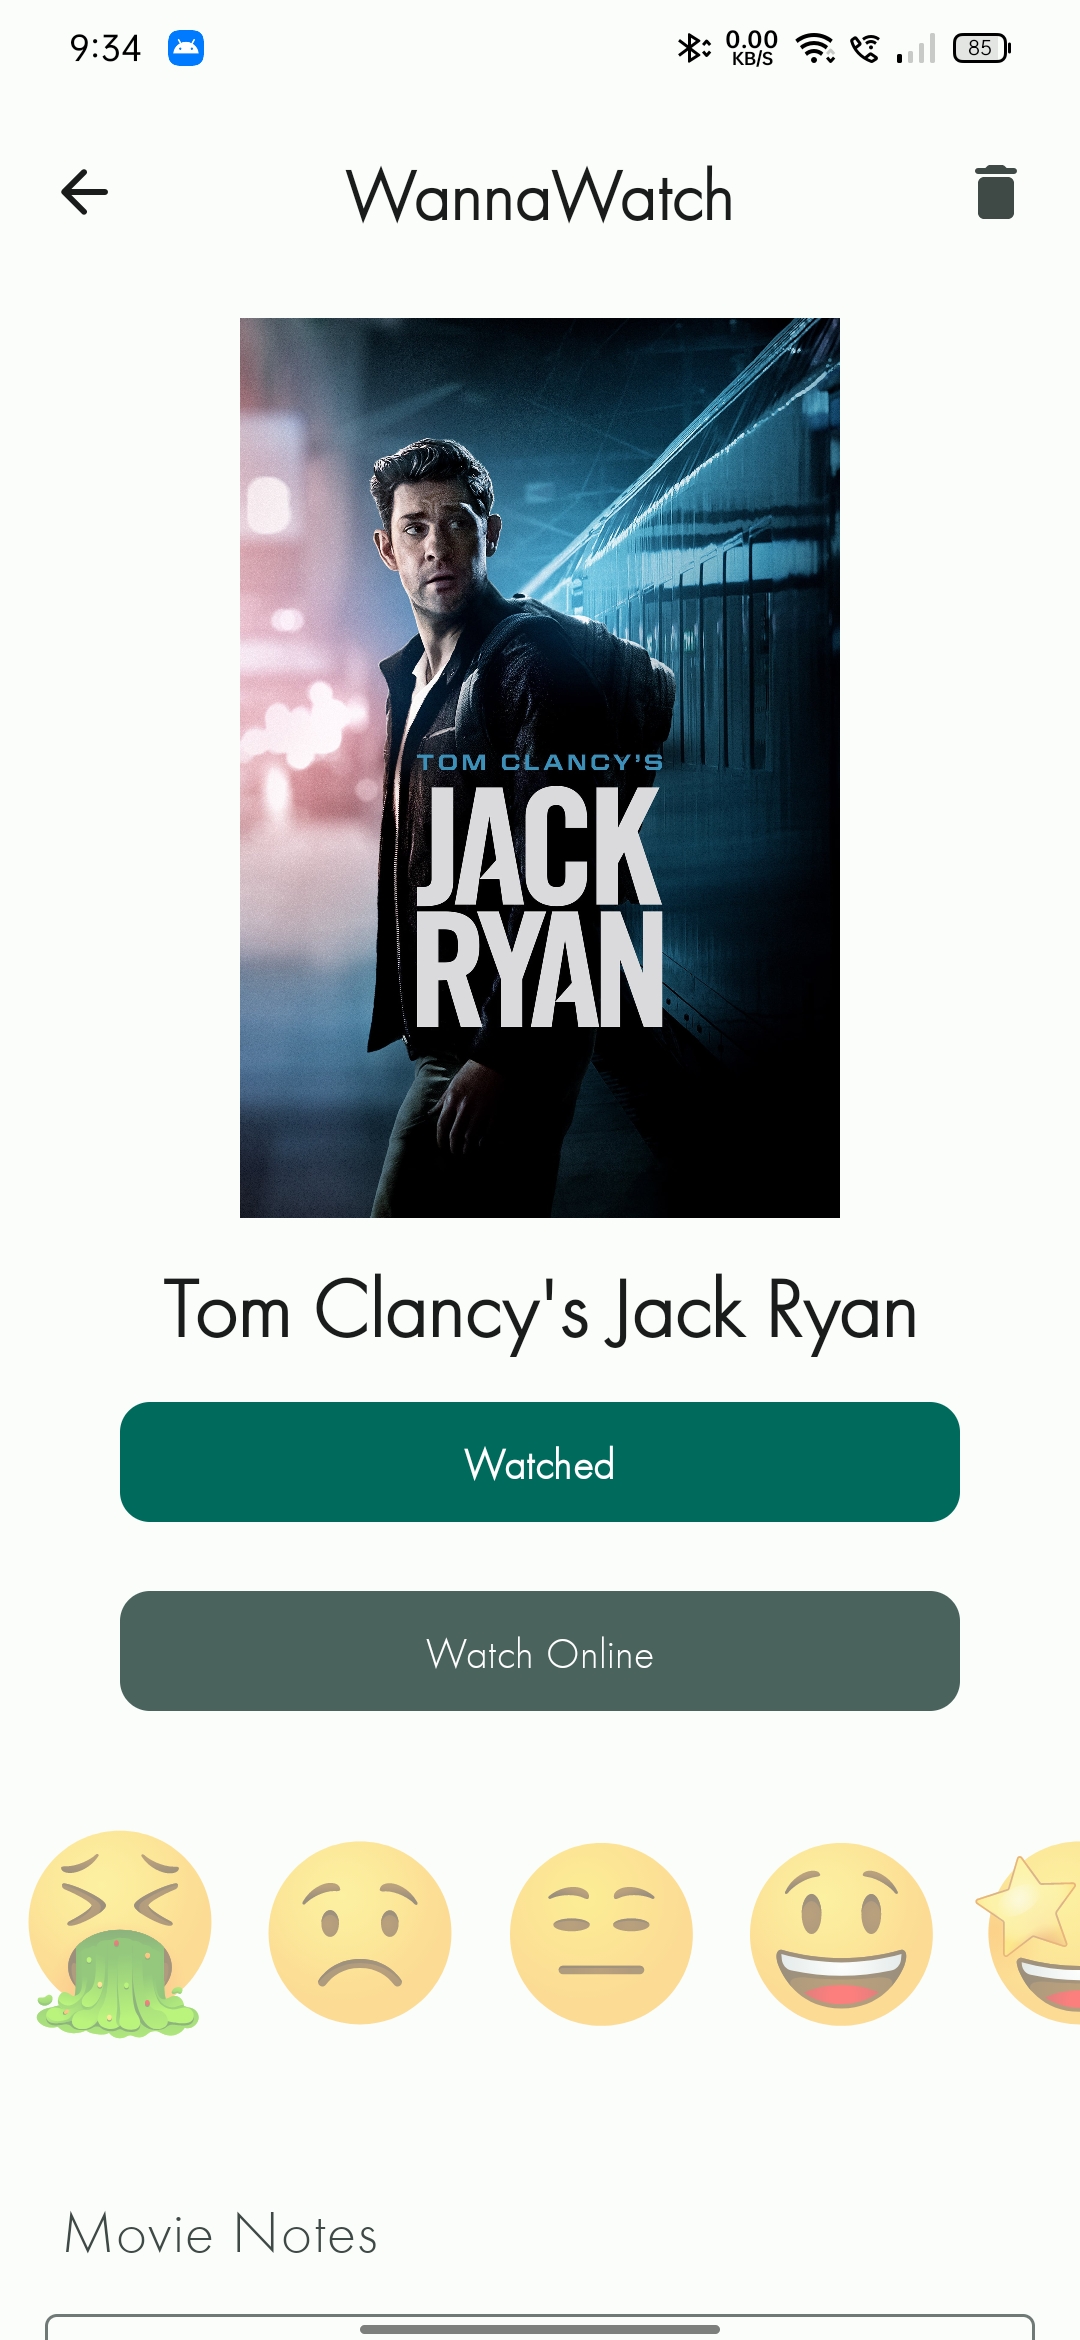 9:34
0.00
KB/S
85
WannaWatch
TOM CLANCY'S
JACK
RYAN
Tom Clancy's Jack Ryan
Watched
Watch Online
Movie Notes